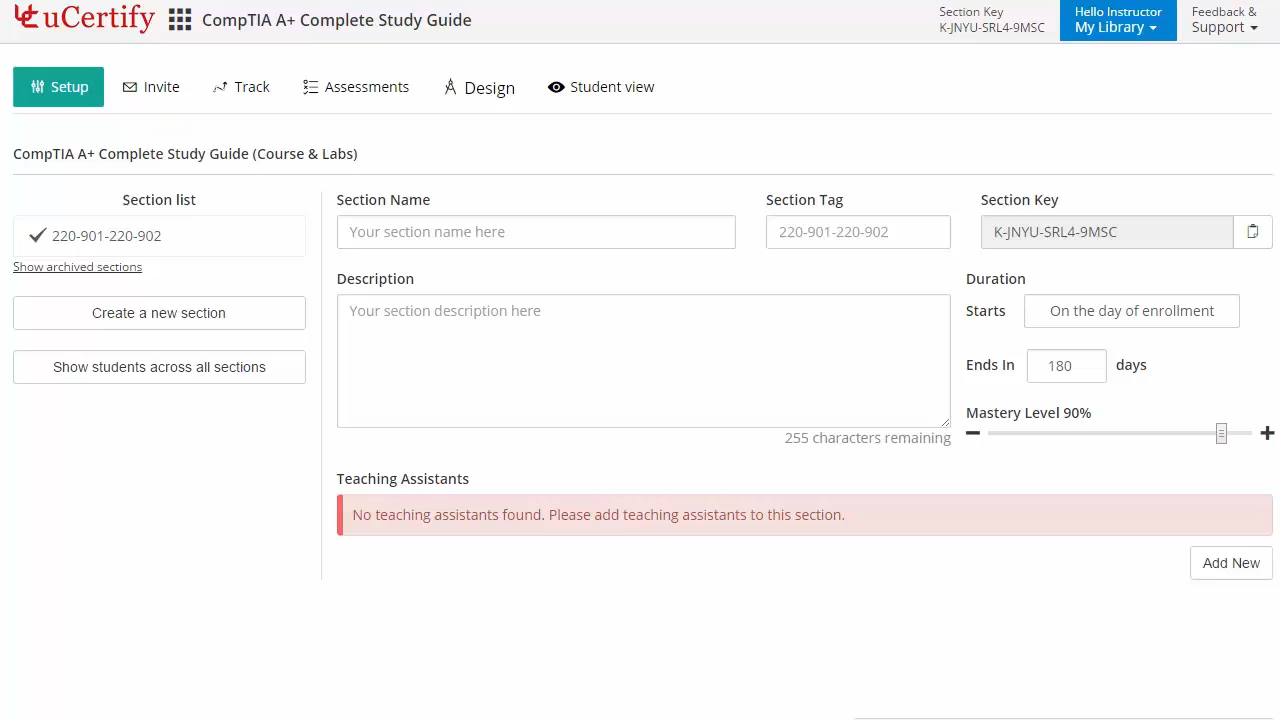 uCertify
CompTIA A+ Complete Study Guide
Section Key
K-JNYU-SRL4-9MSC
Hello Instructor
My Library
Feedback &
Support
Setup
Invite
Track
Assessments
Design
Student view
CompTIA A+ Complete Study Guide (Course & Labs)
Section list
220-901-220-902
Show archived sections
Create a new section
Show students across all sections
Section Name
Your section name here
Section Tag
220-901-220-902
Section Key
K-JNYU-SRL4-9MSC
Description
Your section description here
255 characters remaining
Duration
Starts On the day of enrollment
Ends In 180 days
Mastery Level 90%
Teaching Assistants
No teaching assistants found. Please add teaching assistants to this section.
Add New